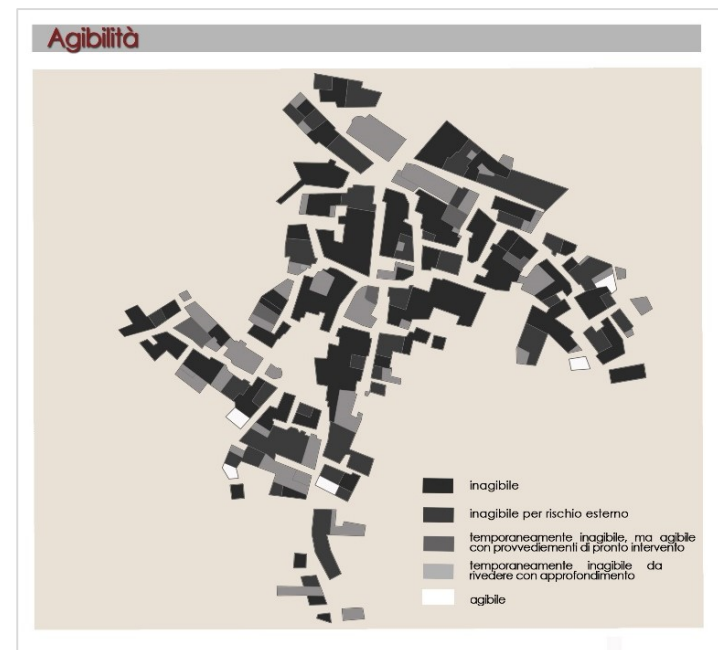 Agibilità
inagibile
inagibile per rischio esterno
temporaneamente inagibile, ma agibile
con provvediementi di pronto intervento
temporaneamente inagibile da
rivedere con approfondimento
agibile